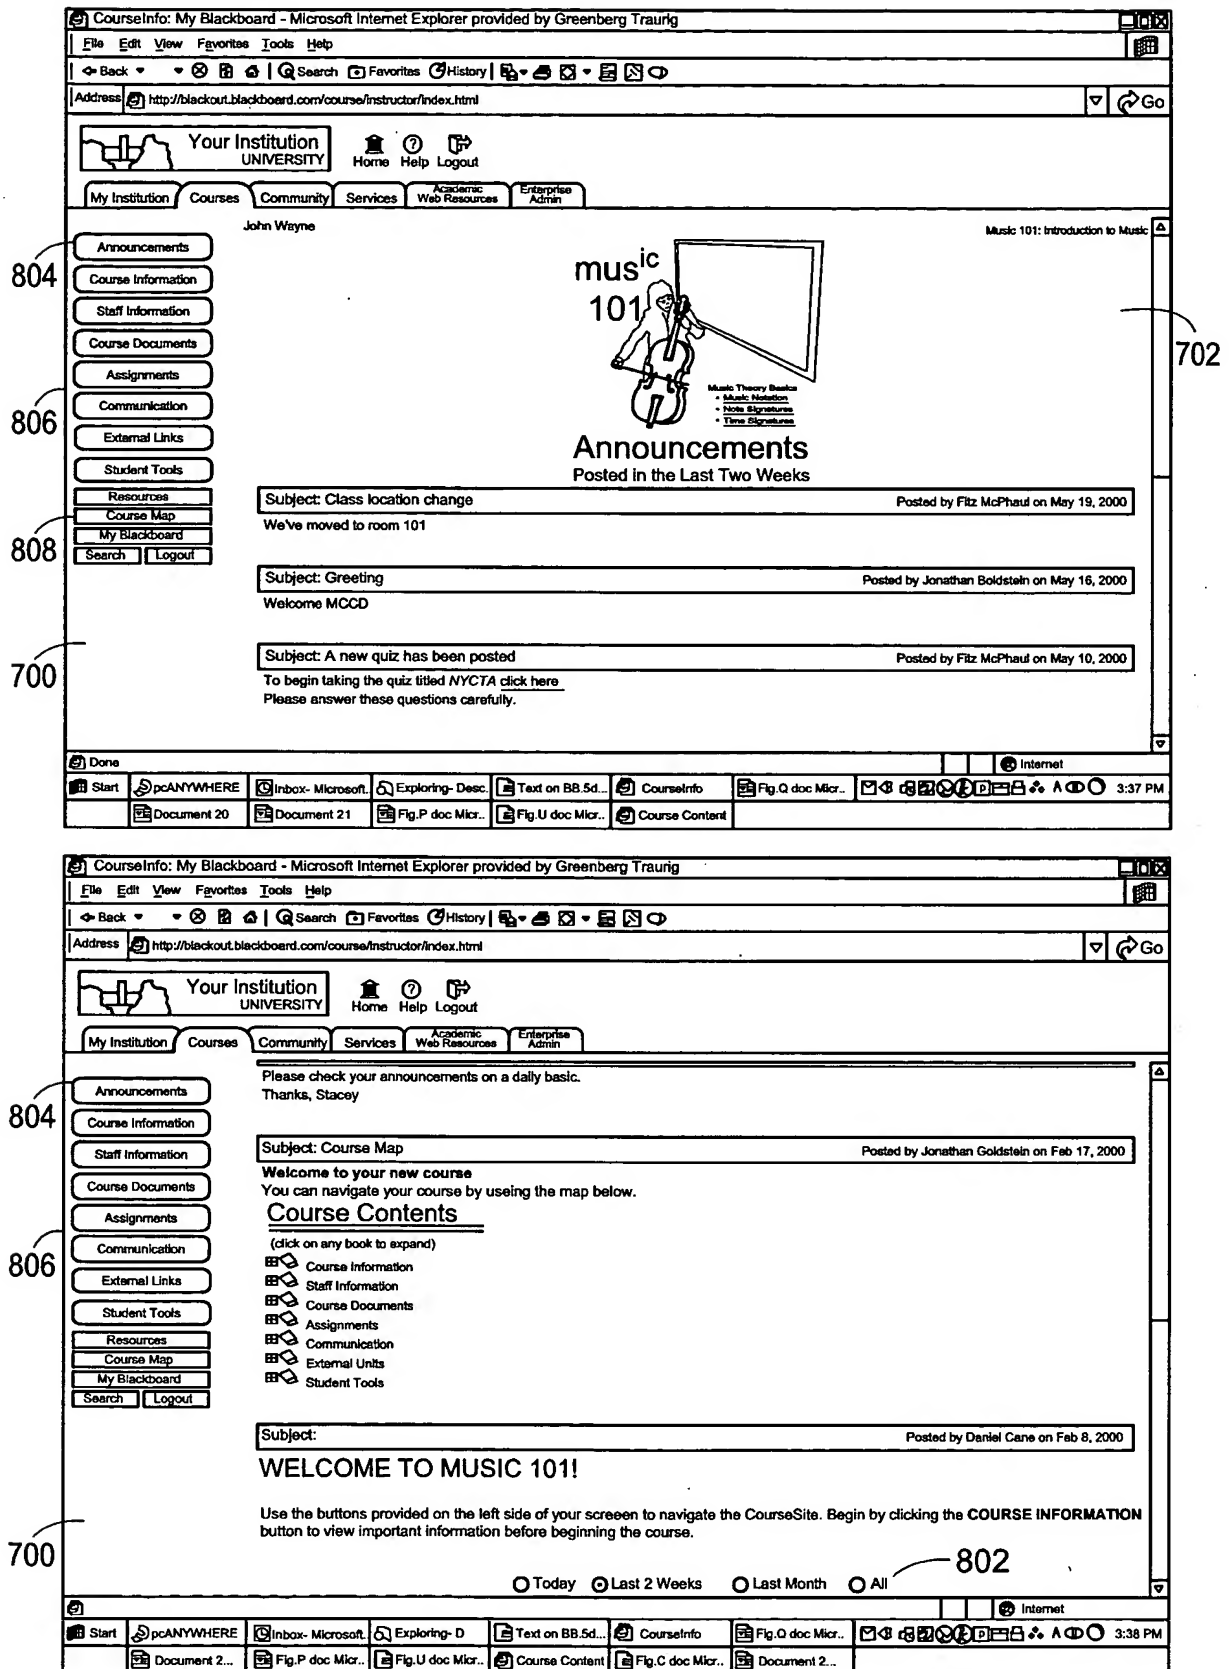 CourseInfo: My Blackboard - Microsoft Internet Explorer provided by Greenberg Traurig
File Edit View Favorites Tools Help
Back Search Favorites History
Address http://blackout.blackboard.com/course/instructor/index.html Go
Your Institution
UNIVERSITY
Home Help Logout
My Institution Courses Community Services Academic Web Resources Enterprise Admin
John Wayne Music 101: Introduction to Music
804
Announcements
Course Information
Staff Information
Course Documents
Assignments
806
Communication
External Links
Student Tools
Resources
Course Map
808
My Blackboard
Search Logout
700
702
music
101
Music Theory Basics
• Music Notation
• Note Signatures
• Time Signatures
Announcements
Posted in the Last Two Weeks
Subject: Class location change Posted by Fitz McPhaul on May 19, 2000
We've moved to room 101
Subject: Greeting Posted by Jonathan Boldstein on May 16, 2000
Welcome MCCD
Subject: A new quiz has been posted Posted by Fitz McPhaul on May 10, 2000
To begin taking the quiz titled NYCTA click here
Please answer these questions carefully.
Done Internet
Start pcANYWHERE Inbox- Microsoft. Exploring- Desc. Text on BB.5d... CourseInfo Fig.Q doc Micr.. 3:37 PM
Document 20 Document 21 Fig.P doc Micr.. Fig.U doc Micr.. Course Content
CourseInfo: My Blackboard - Microsoft Internet Explorer provided by Greenberg Traurig
File Edit View Favorites Tools Help
Back Search Favorites History
Address http://blackout.blackboard.com/course/instructor/index.html Go
Your Institution
UNIVERSITY
Home Help Logout
My Institution Courses Community Services Academic Web Resources Enterprise Admin
804
Announcements
Course Information
Staff Information
Course Documents
Assignments
806
Communication
External Links
Student Tools
Resources
Course Map
My Blackboard
Search Logout
700
Please check your announcements on a daily basic.
Thanks, Stacey
Subject: Course Map Posted by Jonathan Goldstein on Feb 17, 2000
Welcome to your new course
You can navigate your course by useing the map below.
Course Contents
(click on any book to expand)
Course Information
Staff Information
Course Documents
Assignments
Communication
External Units
Student Tools
Subject: Posted by Daniel Cane on Feb 8, 2000
WELCOME TO MUSIC 101!
Use the buttons provided on the left side of your screeen to navigate the CourseSite. Begin by clicking the COURSE INFORMATION
button to view important information before beginning the course.
802
Today Last 2 Weeks Last Month All
Internet
Start pcANYWHERE Inbox- Microsoft. Exploring- D Text on BB.5d... CourseInfo Fig.Q doc Micr.. 3:38 PM
Document 2... Fig.P doc Micr.. Fig.U doc Micr.. Course Content Fig.C doc Micr.. Document 2...